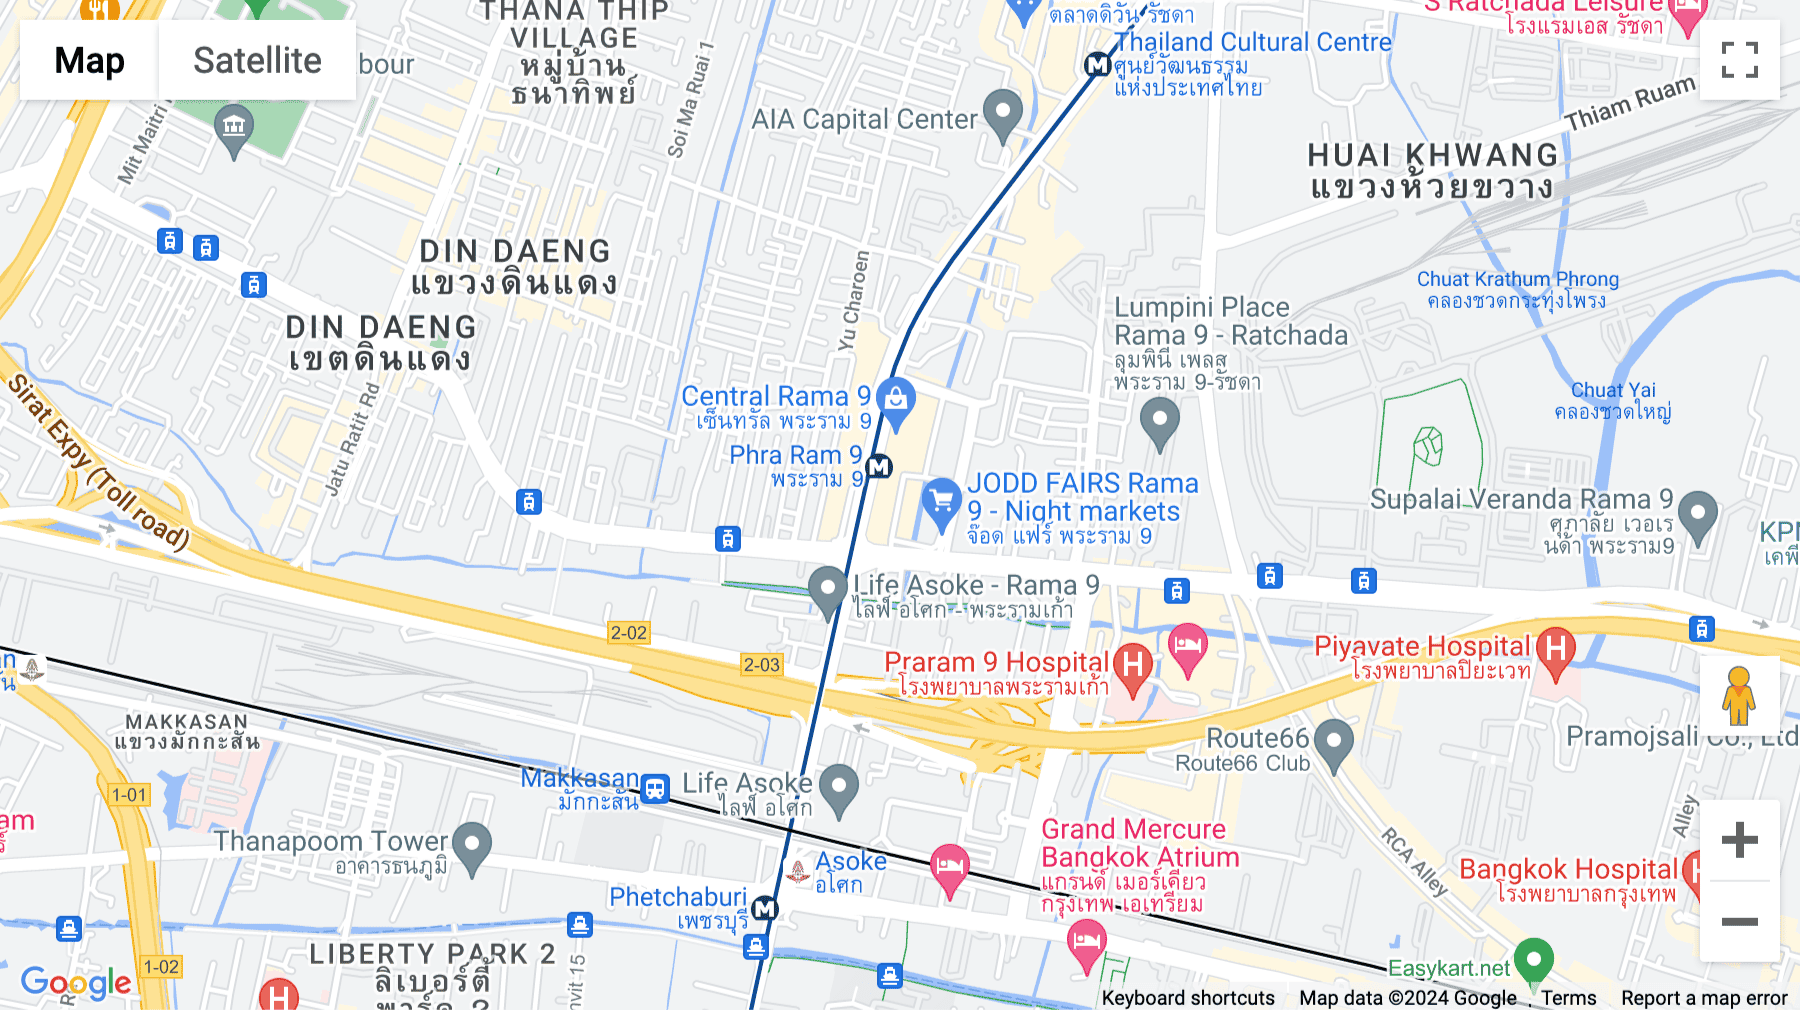 Map
Satellite
bour
THANA THIP
VILLAGE
หมู่บ้าน
ธนาทิพย์
Mit Maitri
Soi Ma Ruai 1
ตลาดดิวัน รัชดา
Thailand Cultural Centre
ศูนย์วัฒนธรรม
แห่งประเทศไทย
S Ratchada Leisure
โรงแรมเอส รัชดา
Thiam Ruam
AIA Capital Center
HUAI KHWANG
แขวงห้วยขวาง
DIN DAENG
แขวงดินแดง
DIN DAENG
เขตดินแดง
Yu Charoen
Chuat Krathum Phrong
คลองชวดกระทุ่งโพรง
Lumpini Place
Rama 9 - Ratchada
ลุมพินี เพลส
พระราม 9-รัชดา
Sirat Expy (Toll road)
Jatu Ratit Rd
Central Rama 9
เซ็นทรัล พระราม 9
Chuat Yai
คลองชวดใหญ่
Phra Ram 9
พระราม 9
JODD FAIRS Rama
9 - Night markets
จ๊อด แฟร์ พระราม 9
Supalai Veranda Rama 9
ศุภาลัย เวอเร
นด้า พระราม9
KPN
เคพี
Life Asoke - Rama 9
ไลฟ์ อโศก - พระรามเก้า
2-02
2-03
Praram 9 Hospital
โรงพยาบาลพระรามเก้า
Piyavate Hospital
โรงพยาบาลปิยะเวท
an
MAKKASAN
แขวงมักกะสัน
Route66
Route66 Club
Pramojsali Co., Ltd
Makkasan
มักกะสัน
Life Asoke
ไลฟ์ อโศก
1-01
am
Thanapoom Tower
อาคารธนภูมิ
Grand Mercure
Bangkok Atrium
แกรนด์ เมอร์เคียว
กรุงเทพ เอเทรียม
RCA Alley
Alley
Asoke
อโศก
Bangkok Hospital
โรงพยาบาลกรุงเทพ
Phetchaburi
เพชรบุรี
LIBERTY PARK 2
ลิเบอร์ตี้
พาร์ค 2
1-02
nvit 15
Easykart.net
Google
Keyboard shortcuts
Map data ©2024 Google
Terms
Report a map error